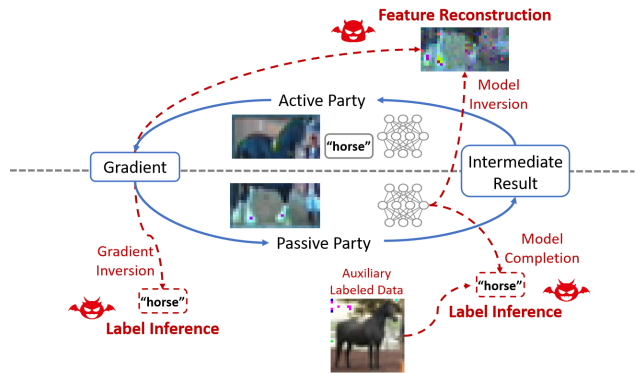 Feature Reconstruction
Model
Inversion
Active Party
"horse"
Gradient
Intermediate
Result
Passive Party
Gradient
Inversion
Model
Completion
Auxiliary
Labeled Data
"horse"
Label Inference
"horse"
Label Inference